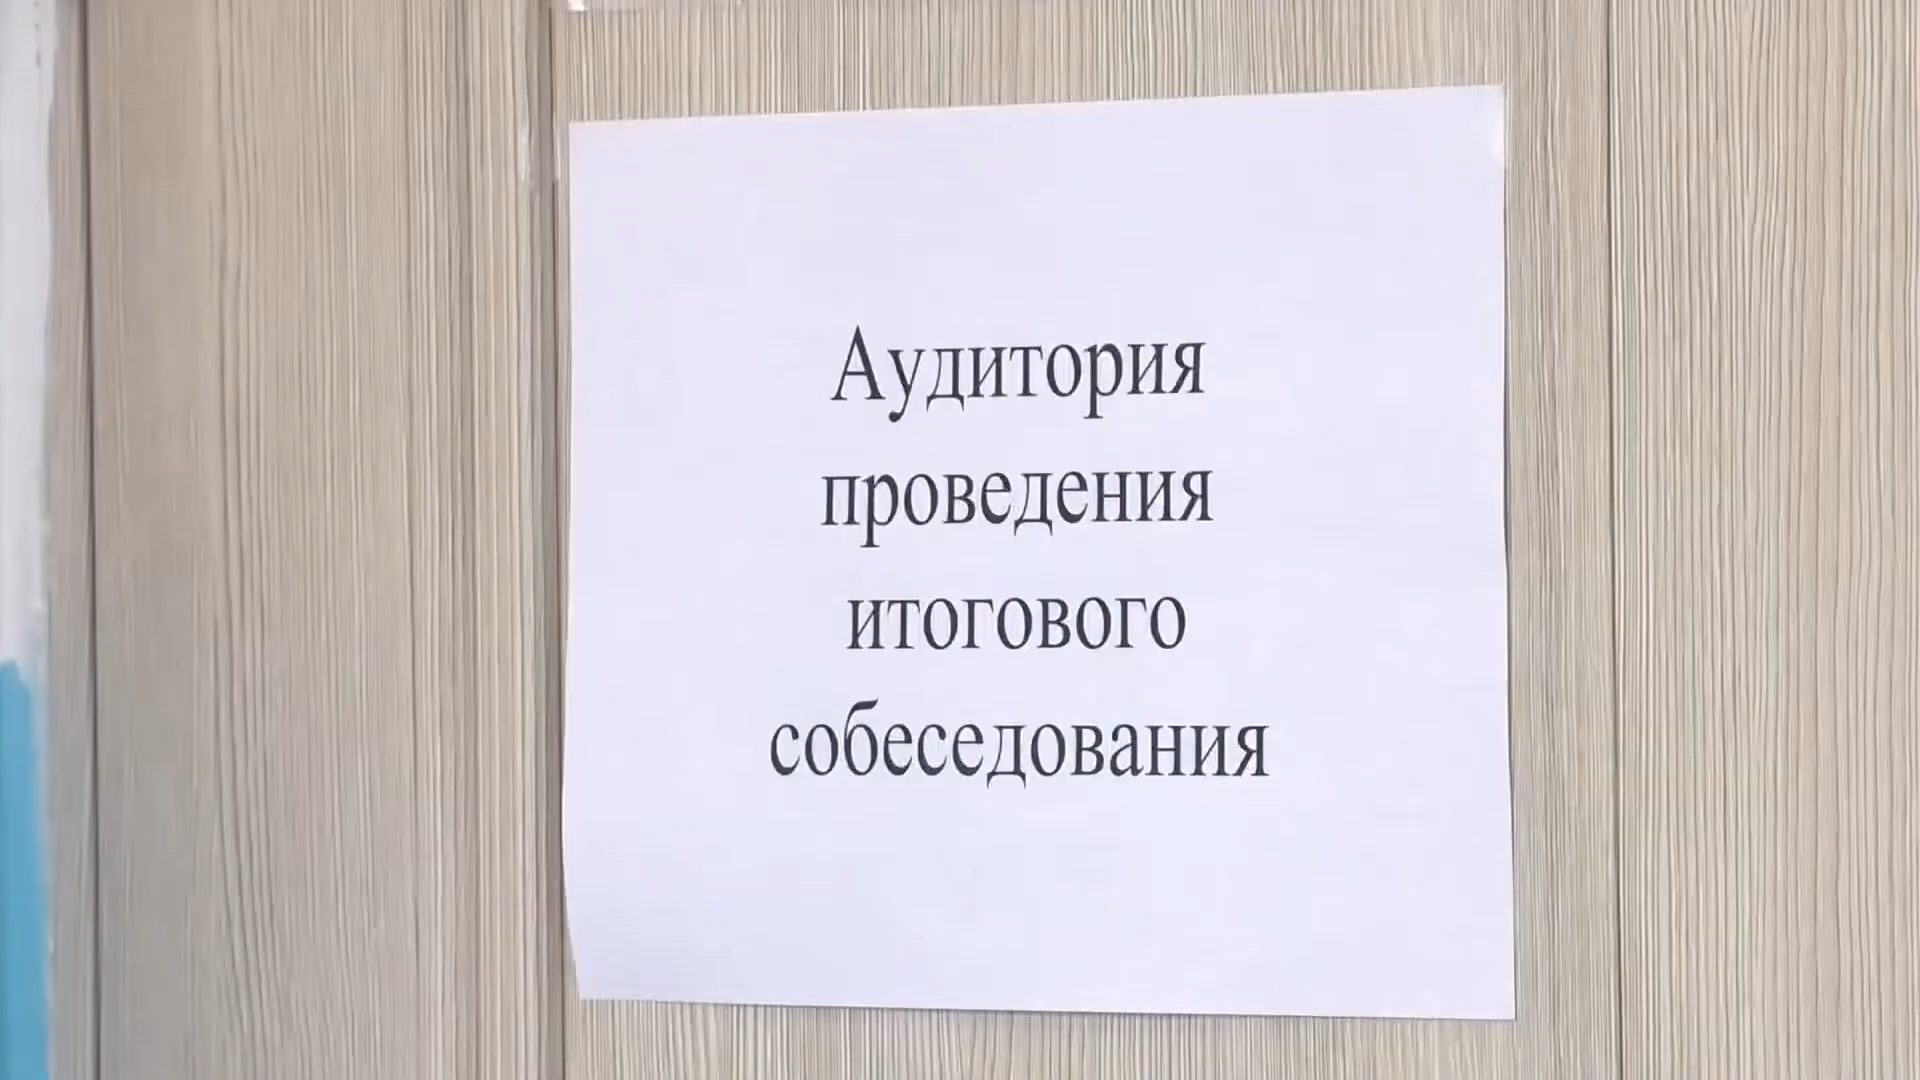 Аудитория
проведения
итогового
собеседования